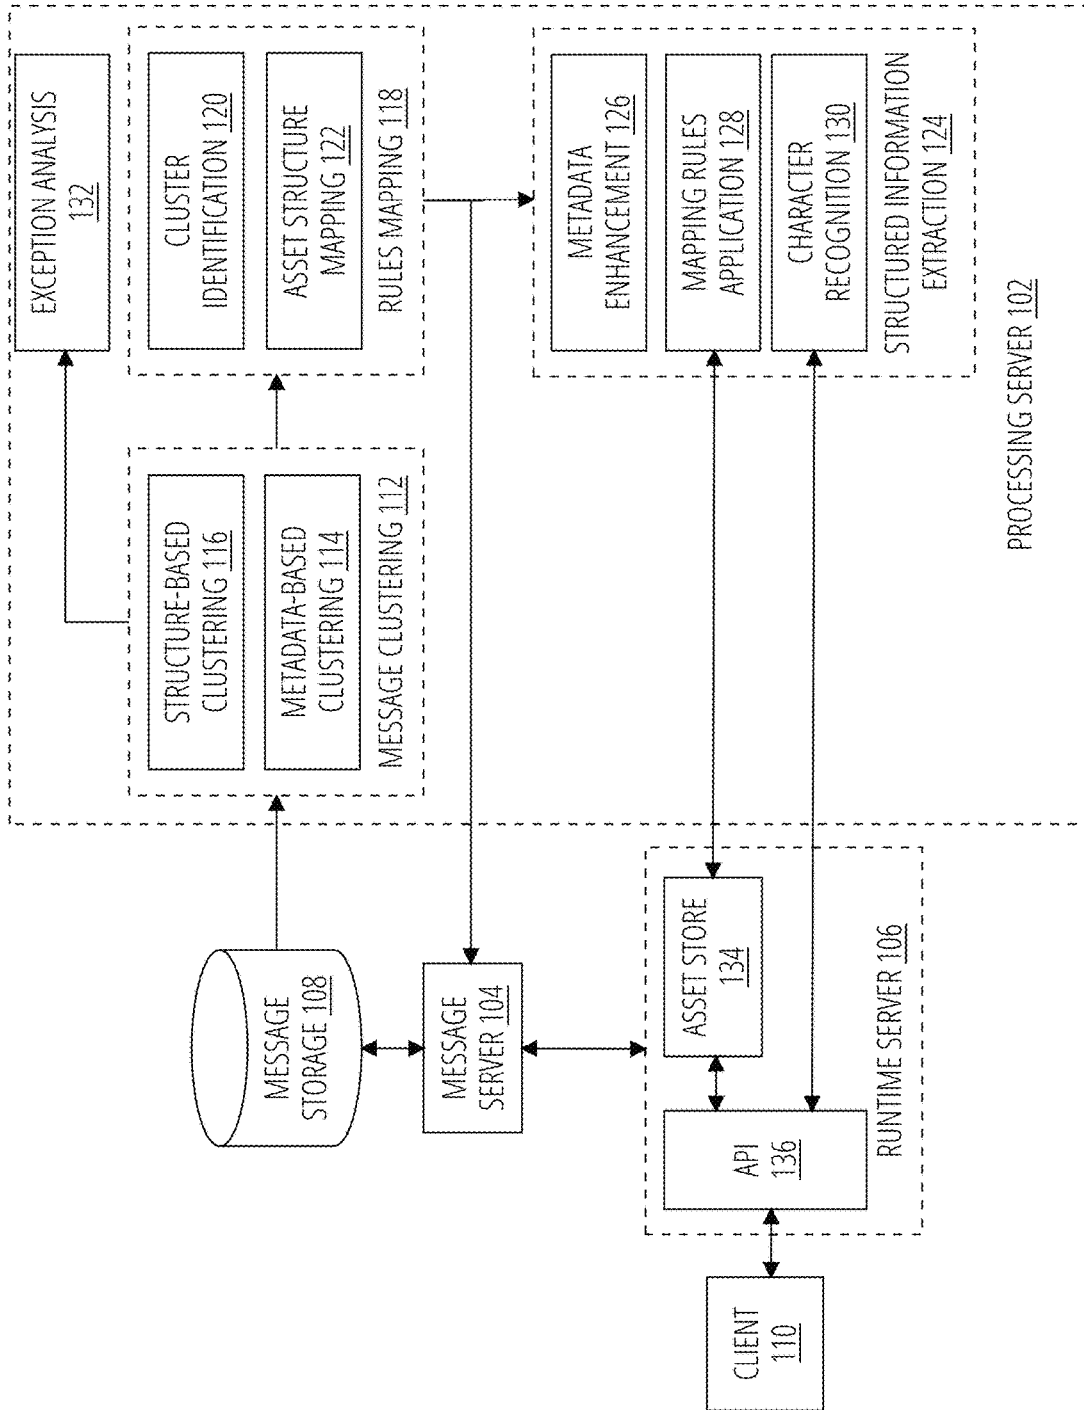 EXCEPTION ANALYSIS
132
CLUSTER
IDENTIFICATION 120
ASSET STRUCTURE
MAPPING 122
RULES MAPPING 118
STRUCTURE-BASED
CLUSTERING 116
METADATA-BASED
CLUSTERING 114
MESSAGE CLUSTERING 112
METADATA
ENHANCEMENT 126
MAPPING RULES
APPLICATION 128
CHARACTER
RECOGNITION 130
STRUCTURED INFORMATION
EXTRACTION 124
PROCESSING SERVER 102
MESSAGE
STORAGE 108
MESSAGE
SERVER 104
ASSET STORE
134
API
136
RUNTIME SERVER 106
CLIENT
110